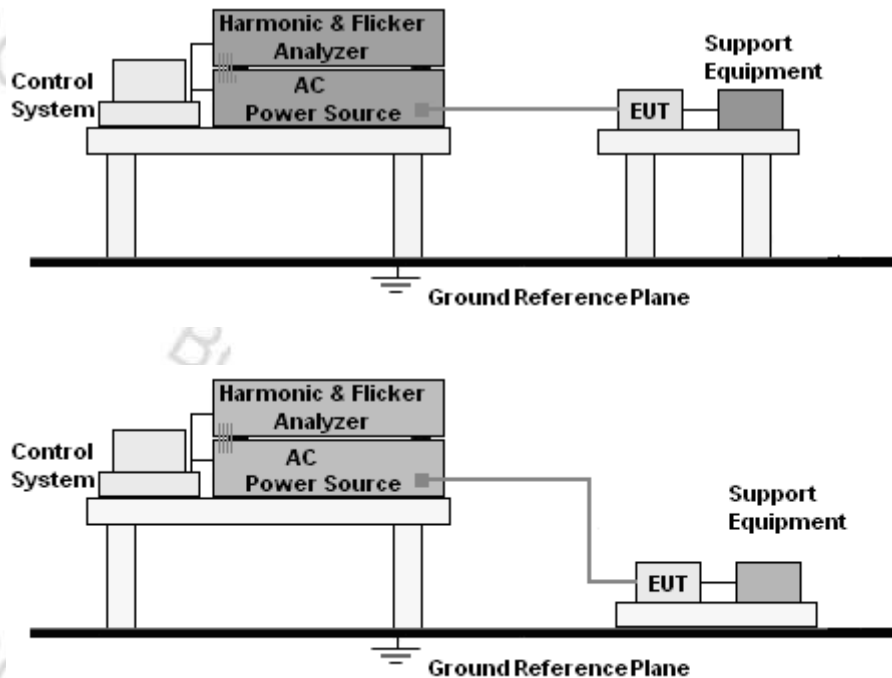 Harmonic & Flicker
Analyzer
AC
Power Source
Control
System
EUT
Support
Equipment
Ground Reference Plane
Harmonic & Flicker
Analyzer
AC
Power Source
Control
System
EUT
Support
Equipment
Ground Reference Plane